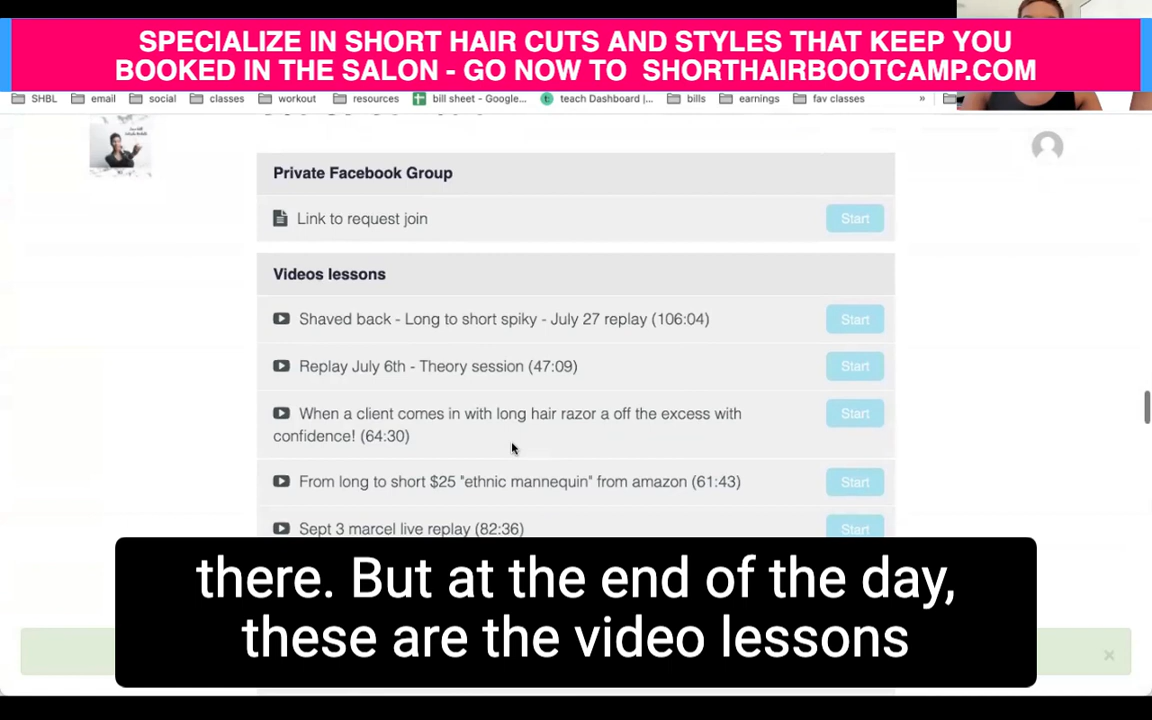 SPECIALIZE IN SHORT HAIR CUTS AND STYLES THAT KEEP YOU
BOOKED IN THE SALON - GO NOW TO SHORTHAIRBOOTCAMP.COM
SHBL email social classes workout resources bill sheet - Google... teach Dashboard |... bills earnings fav classes »
Private Facebook Group
Link to request join Start
Videos lessons
Shaved back - Long to short spiky - July 27 replay (106:04) Start
Replay July 6th - Theory session (47:09) Start
When a client comes in with long hair razor a off the excess with Start
confidence! (64:30)
From long to short $25 "ethnic mannequin" from amazon (61:43) Start
Sept 3 marcel live replay (82:36) Start
there. But at the end of the day,
these are the video lessons